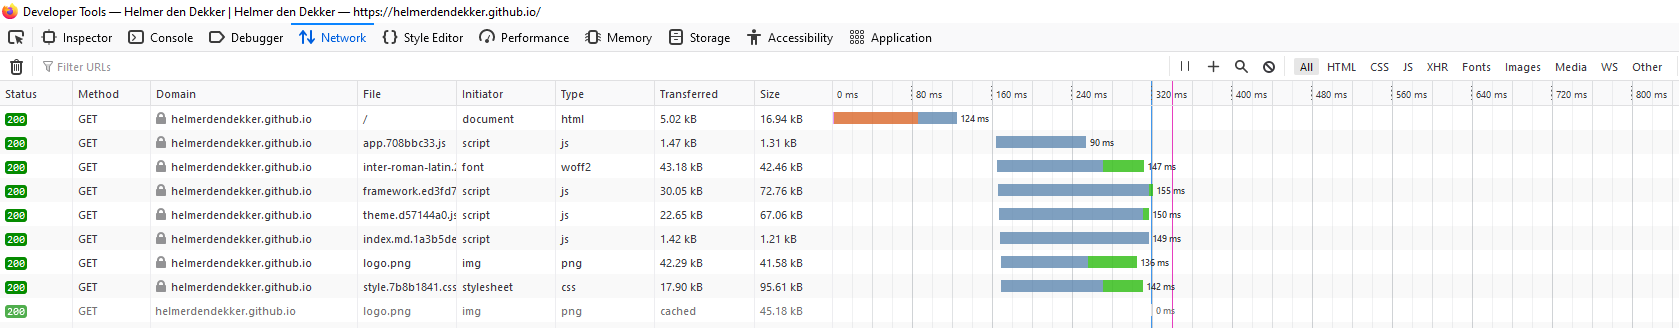 Developer Tools — Helmer den Dekker | Helmer den Dekker — https://helmerdendekker.github.io/
Inspector Console Debugger Network Style Editor Performance Memory Storage Accessibility Application
Filter URLs All HTML CSS JS XHR Fonts Images Media WS Other
Status Method Domain File Initiator Type Transferred Size 0 ms 80 ms 160 ms 240 ms 320 ms 400 ms 480 ms 560 ms 640 ms 720 ms 800 ms
200 GET helmerdendekker.github.io / document html 5.02 kB 16.94 kB 124 ms
200 GET helmerdendekker.github.io app.708bbc33.js script js 1.47 kB 1.31 kB 90 ms
200 GET helmerdendekker.github.io inter-roman-latin.2 font woff2 43.18 kB 42.46 kB 147 ms
200 GET helmerdendekker.github.io framework.ed3fd7 script js 30.05 kB 72.76 kB 155 ms
200 GET helmerdendekker.github.io theme.d57144a0.js script js 22.65 kB 67.06 kB 150 ms
200 GET helmerdendekker.github.io index.md.1a3b5de script js 1.42 kB 1.21 kB 149 ms
200 GET helmerdendekker.github.io logo.png img png 42.29 kB 41.58 kB 136 ms
200 GET helmerdendekker.github.io style.7b8b1841.css stylesheet css 17.90 kB 95.61 kB 142 ms
200 GET helmerdendekker.github.io logo.png img png cached 45.18 kB 0 ms